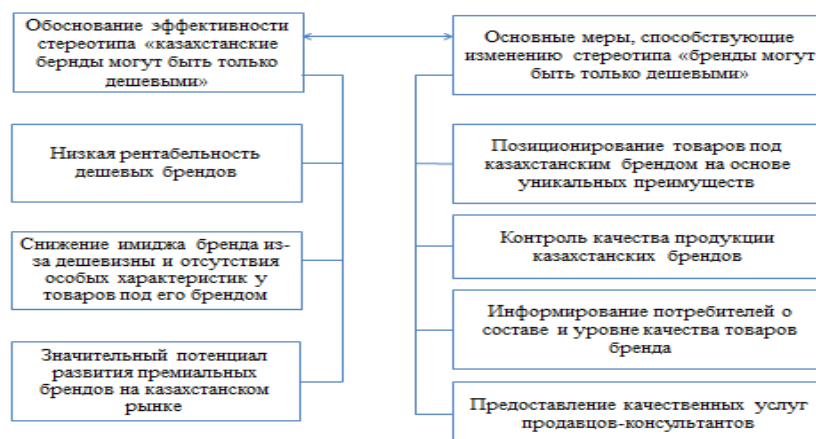 Обоснование эффективности
стереотипа «казахстанские
бернды могут быть только
дешевыми»
Низкая рентабельность
дешевых брендов
Снижение имиджа бренда из-
за дешевизны и отсутствия
особых характеристик у
товаров под его брендом
Значительный потенциал
развития премиальных
брендов на казахстанском
рынке
Основные меры, способствующие
изменению стереотипа «бренды могут
быть только дешевыми»
Позиционирование товаров под
казахстанским брендом на основе
уникальных преимуществ
Контроль качества продукции
казахстанских брендов
Информирование потребителей о
составе и уровне качества товаров
бренда
Предоставление качественных услуг
продавцов-консультантов